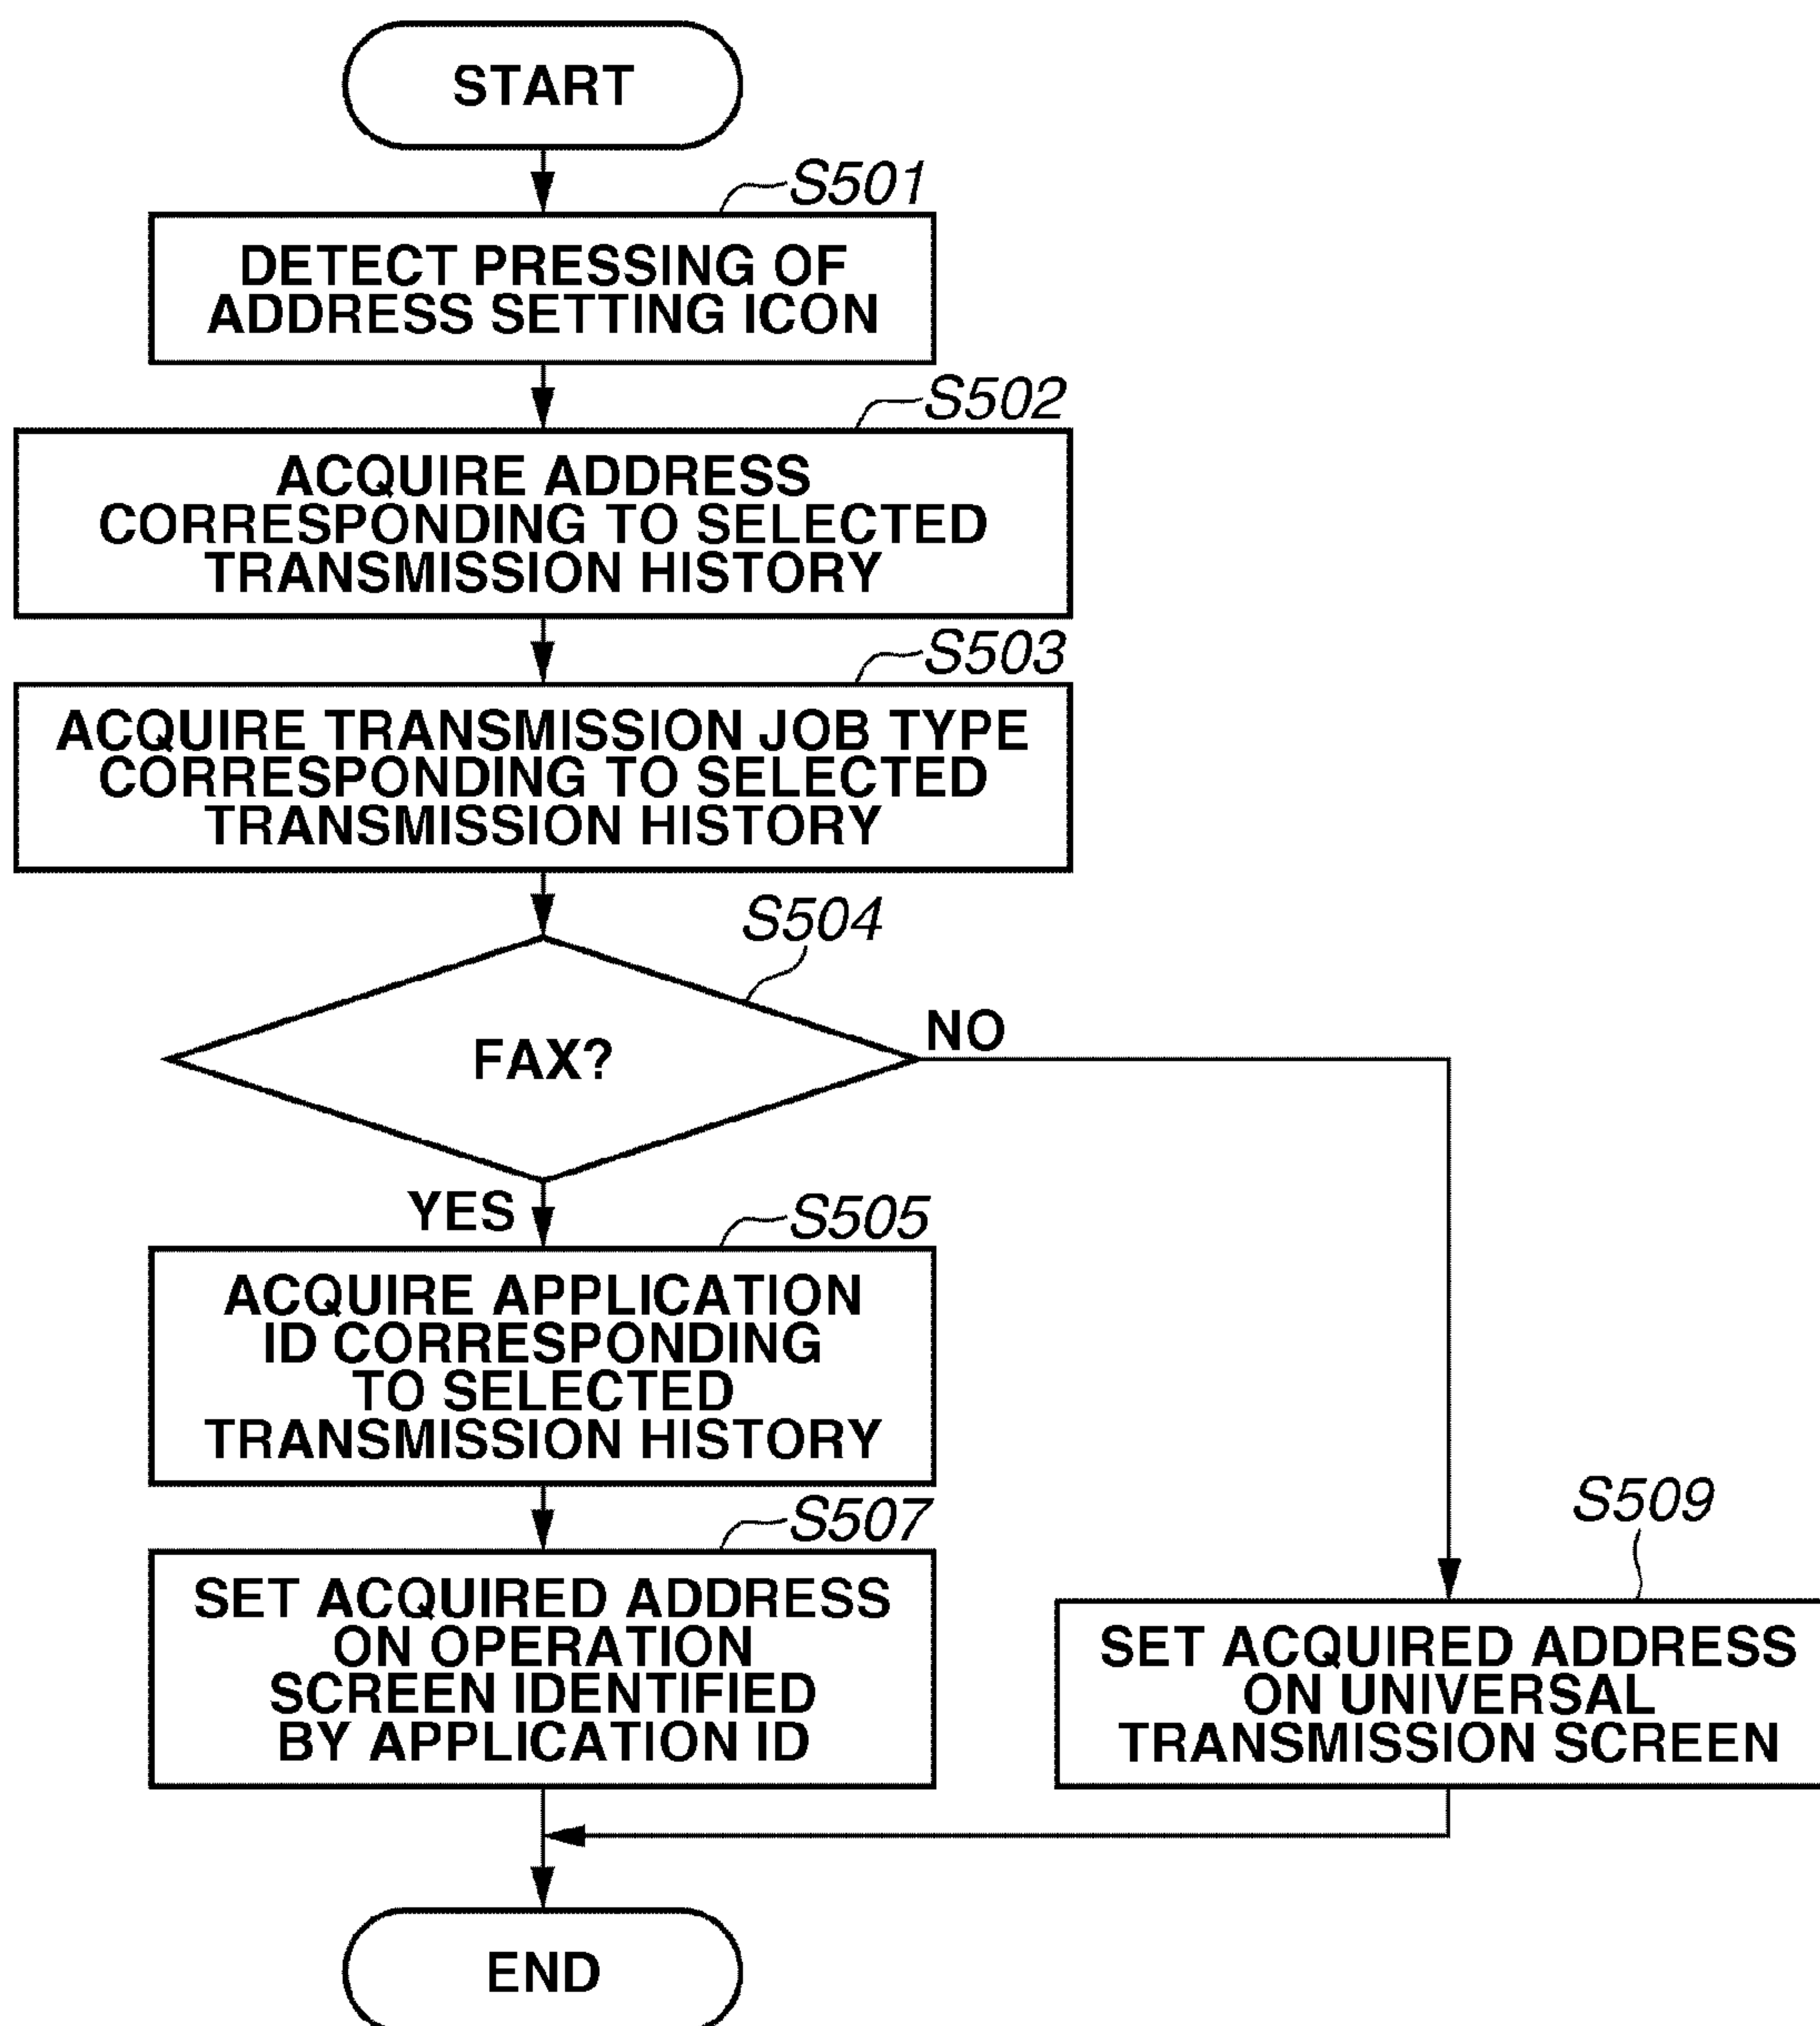 START
S501
DETECT PRESSING OF
ADDRESS SETTING ICON
S502
ACQUIRE ADDRESS
CORRESPONDING TO SELECTED
TRANSMISSION HISTORY
S503
ACQUIRE TRANSMISSION JOB TYPE
CORRESPONDING TO SELECTED
TRANSMISSION HISTORY
S504
FAX?
NO
YES
S505
ACQUIRE APPLICATION
ID CORRESPONDING
TO SELECTED
TRANSMISSION HISTORY
S507
SET ACQUIRED ADDRESS
ON OPERATION
SCREEN IDENTIFIED
BY APPLICATION ID
S509
SET ACQUIRED ADDRESS
ON UNIVERSAL
TRANSMISSION SCREEN
END